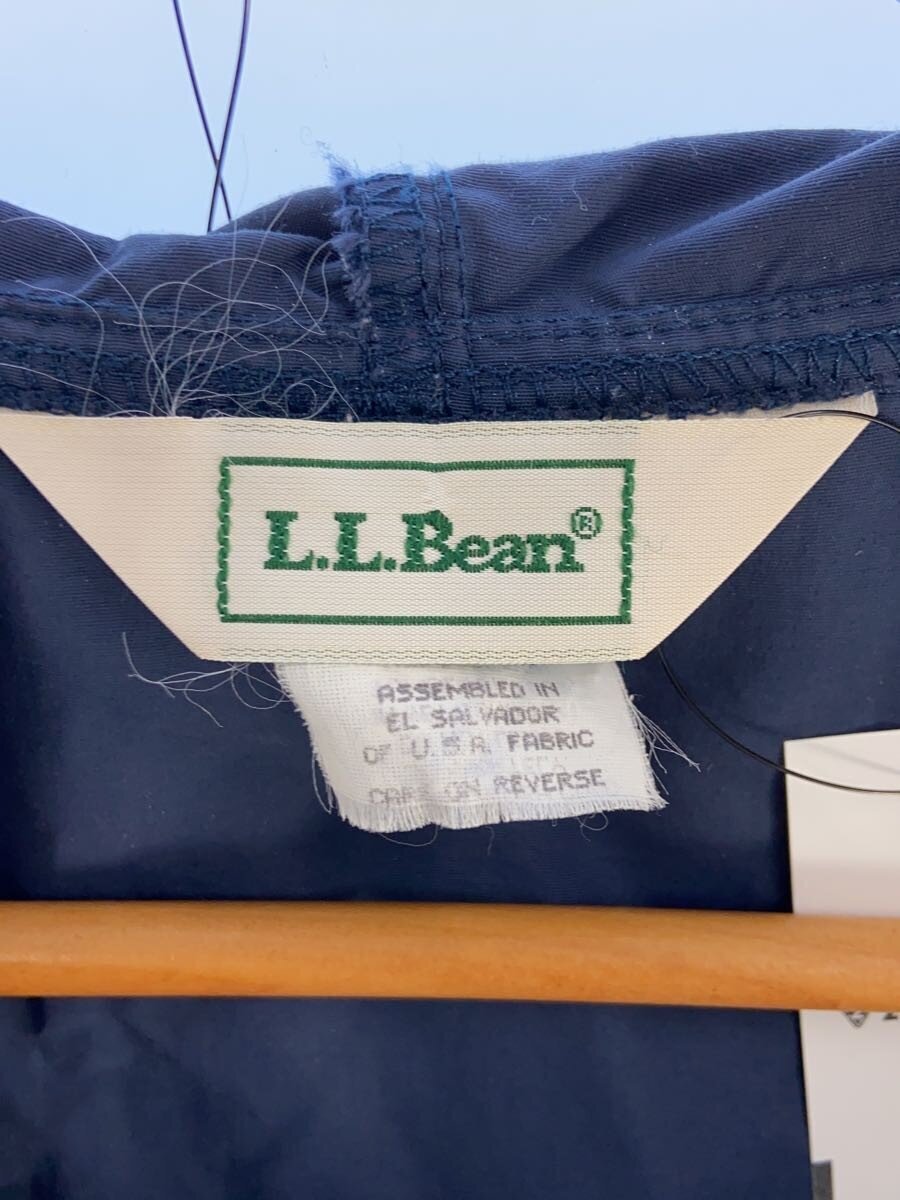 L.L.Bean®
ASSEMBLED IN
EL SALVADOR
OF U.S.A. FABRIC
CARE ON REVERSE